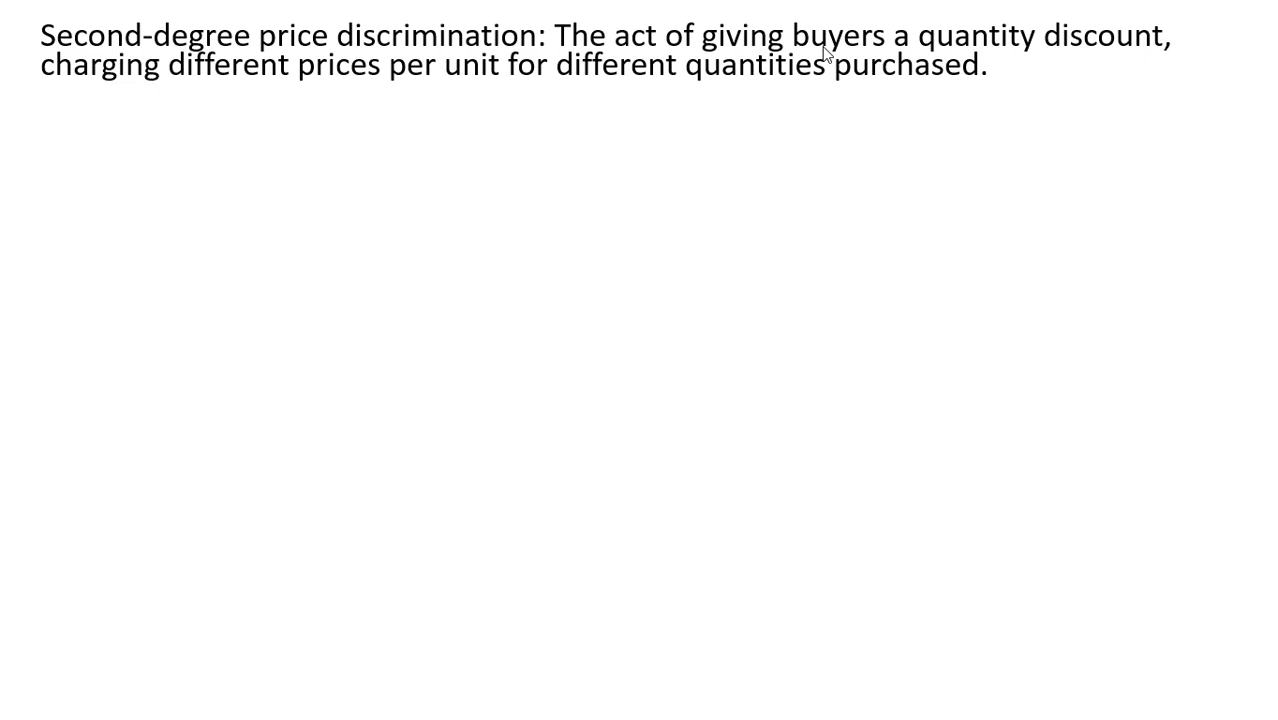 Second-degree price discrimination: The act of giving buyers a quantity discount,
charging different prices per unit for different quantities purchased.